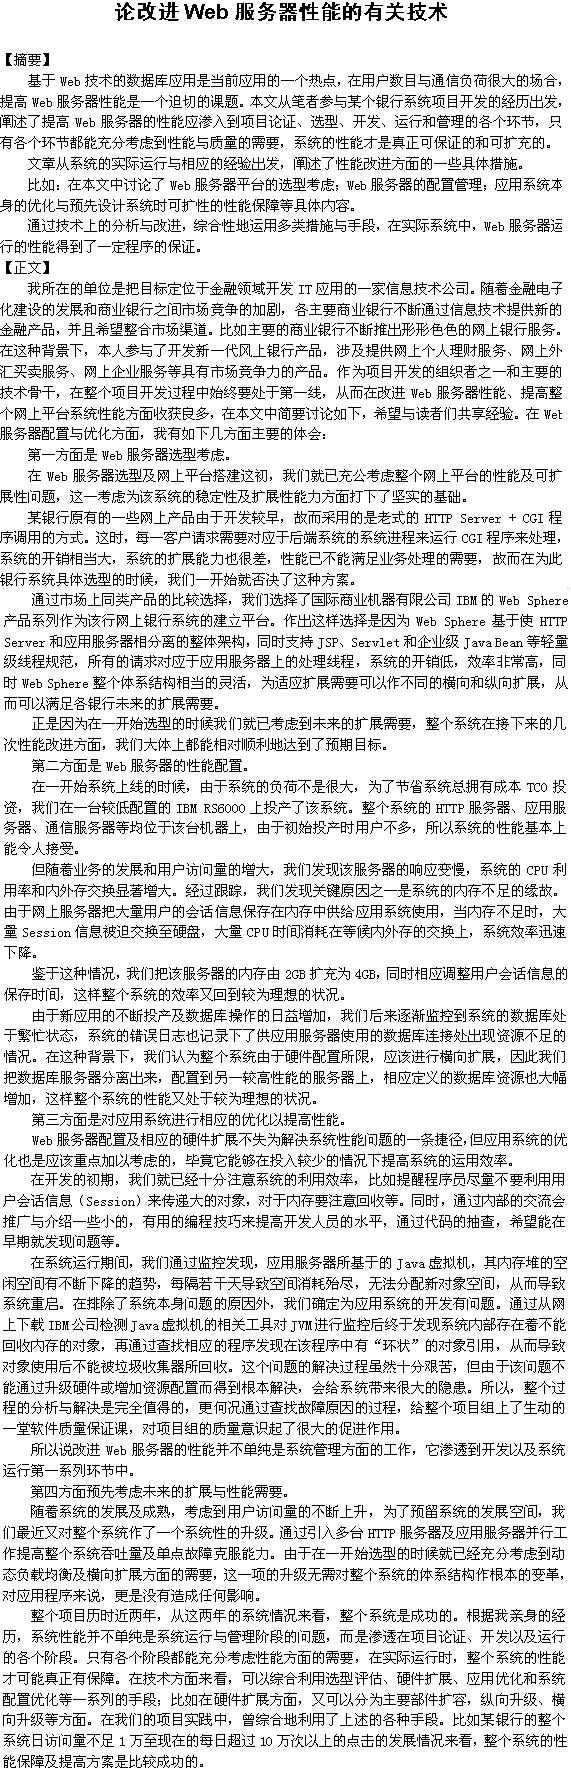 论改进 Web 服务器性能的有关技术
【摘要】
基于 Web 技术的数据库应用是当前应用的一个热点，在用户数目与通信负荷很大的场合，
提高 Web 服务器性能是一个迫切的课题。本文从笔者参与某个银行系统项目开发的经历出发，
阐述了提高 Web 服务器的性能应渗入到项目论证、选型、开发、运行和管理的各个环节，只
有各个环节都能充分考虑到性能与质量的需要，系统的性能才是真正可保证的和可扩充的。
文章从系统的实际运行与相应的经验出发，阐述了性能改进方面的一些具体措施。
比如：在本文中讨论了 Web 服务器平台的选型考虑；Web 服务器的配置管理；应用系统本
身的优化与预先设计系统时可扩性的性能保障等具体内容。
通过技术上的分析与改进，综合性地运用多类措施与手段，在实际系统中，Web 服务器运
行的性能得到了一定程序的保证。
【正文】
我所在的单位是把目标定位于金融领域开发 IT 应用的一家信息技术公司。随着金融电子
化建设的发展和商业银行之间市场竞争的加剧，各主要商业银行不断通过信息技术提供新的
金融产品，并且希望整合市场渠道。比如主要的商业银行不断推出形形色色的网上银行服务。
在这种背景下，本人参与了开发新一代风上银行产品，涉及提供网上个人理财服务、网上外
汇买卖服务、网上企业服务等具有市场竞争力的产品。作为项目开发的组织者之一和主要的
技术骨干，在整个项目开发过程中始终要处于第一线，从而在改进 Web 服务器性能、提高整
个网上平台系统性能方面收获良多，在本文中简要讨论如下，希望与读者们共享经验。在 Web
服务器配置与优化方面，我有如下几方面主要的体会：
第一方面是 Web 服务器选型考虑。
在 Web 服务器选型及网上平台搭建这初，我们就已充公考虑整个网上平台的性能及可扩
展性问题，这一考虑为该系统的稳定性及扩展性能力方面打下了坚实的基础。
某银行原有的一些网上产品由于开发较早，故而采用的是老式的 HTTP Server + CGI 程
序调用的方式。这时，每一客户请求需要对应于后端系统的系统进程来运行 CGI 程序来处理，
系统的开销相当大，系统的扩展能力也很差，性能已不能满足业务处理的需要，故而在为此
银行系统具体选型的时候，我们一开始就否决了这种方案。
通过市场上同类产品的比较选择，我们选择了国际商业机器有限公司 IBM 的 Web Sphere
产品系列作为该行网上银行系统的建立平台。作出这样选择是因为 Web Sphere 基于使 HTTP
Server 和应用服务器相分离的整体架构，同时支持 JSP、Servlet 和企业级 Java Bean 等轻量
级线程规范，所有的请求对应于应用服务器上的处理线程，系统的开销低，效率非常高，同
时 Web Sphere 整个体系结构相当的灵活，为适应扩展需要可以作不同的横向和纵向扩展，从
而可以满足各银行未来的扩展需要。
正是因为在一开始选型的时候我们就已考虑到未来的扩展需要，整个系统在接下来的几
次性能改进方面，我们大体上都能相对顺利地达到了预期目标。
第二方面是 Web 服务器的性能配置。
在一开始系统上线的时候，由于系统的负荷不是很大，为了节省系统总拥有成本 TCO 投
资，我们在一台较低配置的 IBM RS6000 上投产了该系统。整个系统的 HTTP 服务器、应用服
务器、通信服务器等均位于该台机器上，由于初始投产时用户不多，所以系统的性能基本上
能令人接受。
但随着业务的发展和用户访问量的增大，我们发现该服务器的响应变慢，系统的 CPU 利
用率和内外存交换显著增大。经过跟踪，我们发现关键原因之一是系统的内存不足的缘故。
由于网上服务器把大量用户的会话信息保存在内存中供给应用系统使用，当内存不足时，大
量 Session 信息被迫交换至硬盘，大量 CPU 时间消耗在等候内外存的交换上，系统效率迅速
下降。
鉴于这种情况，我们把该服务器的内存由 2GB 扩充为 4GB，同时相应调整用户会话信息的
保存时间，这样整个系统的效率又回到较为理想的状况。
由于新应用的不断投产及数据库操作的日益增加，我们后来逐渐监控到系统的数据库处
于繁忙状态，系统的错误日志也记录下了供应用服务器使用的数据库连接处出现资源不足的
情况。在这种背景下，我们认为整个系统由于硬件配置所限，应该进行横向扩展，因此我们
把数据库服务器分离出来，配置到另一较高性能的服务器上，相应定义的数据库资源也大幅
增加，这样整个系统的性能又处于较为理想的状况。
第三方面是对应用系统进行相应的优化以提高性能。
Web 服务器配置及相应的硬件扩展不失为解决系统性能问题的一条捷径，但应用系统的优
化也是应该重点加以考虑的，毕竟它能够在投入较少的情况下提高系统的运用效率。
在开发的初期，我们就已经十分注意系统的利用效率，比如提醒程序员尽量不要利用用
户会话信息（Session）来传递大的对象，对于内存要注意回收等。同时，通过内部的交流会
推广与介绍一些小的，有用的编程技巧来提高开发人员的水平，通过代码的抽查，希望能在
早期就发现问题等。
在系统运行期间，我们通过监控发现，应用服务器所基于的 Java 虚拟机，其内存堆的空
闲空间有不断下降的趋势，每隔若干天导致空间消耗殆尽，无法分配新对象空间，从而导致
系统重启。在排除了系统本身问题的原因外，我们确定为应用系统的开发有问题。通过从网
上下载 IBM 公司检测 Java 虚拟机的相关工具对 JVM 进行监控后终于发现系统内部存在着不能
回收内存的对象，再通过查找相应的程序发现在该程序中有“环状”的对象引用，从而导致
对象使用后不能被垃圾收集器所回收。这个问题的解决过程虽然十分艰苦，但由于该问题不
能通过升级硬件或增加资源配置而得到根本解决，会给系统带来很大的隐患。所以，整个过
程的分析与解决是完全值得的，更何况通过查找故障原因的过程，给整个项目组上了生动的
一堂软件质量保证课，对项目组的质量意识起了很大的促进作用。
所以说改进 Web 服务器的性能并不单纯是系统管理方面的工作，它渗透到开发以及系统
运行第一系列环节中。
第四方面预先考虑未来的扩展与性能需要。
随着系统的发展及成熟，考虑到用户访问量的不断上升，为了预留系统的发展空间，我
们最近又对整个系统作了一个系统性的升级。通过引入多台 HTTP 服务器及应用服务器并行工
作提高整个系统吞吐量及单点故障克服能力。由于在一开始选型的时候就已经充分考虑到动
态负载均衡及横向扩展方面的需要，这一项的升级无需对整个系统的体系结构作根本的变革，
对应用程序来说，更是没有造成任何影响。
整个项目历时近两年，从这两年的系统情况来看，整个系统是成功的。根据我亲身的经
历，系统性能并不单纯是系统运行与管理阶段的问题，而是渗透在项目论证、开发以及运行
的各个阶段。只有各个阶段都能充分考虑性能方面的需要，在实际运行时，整个系统的性能
才可能真正有保障。在技术方面来看，可以综合利用选型评估、硬件扩展、应用优化和系统
配置优化等一系列的手段；比如在硬件扩展方面，又可以分为主要部件扩容，纵向升级、横
向升级等方面。在我们的项目实践中，曾综合地利用了上述的各种手段。比如某银行的整个
系统日访问量不足 1 万至现在的每日超过 10 万次以上的点击的发展情况来看，整个系统的性
能保障及提高方案是比较成功的。